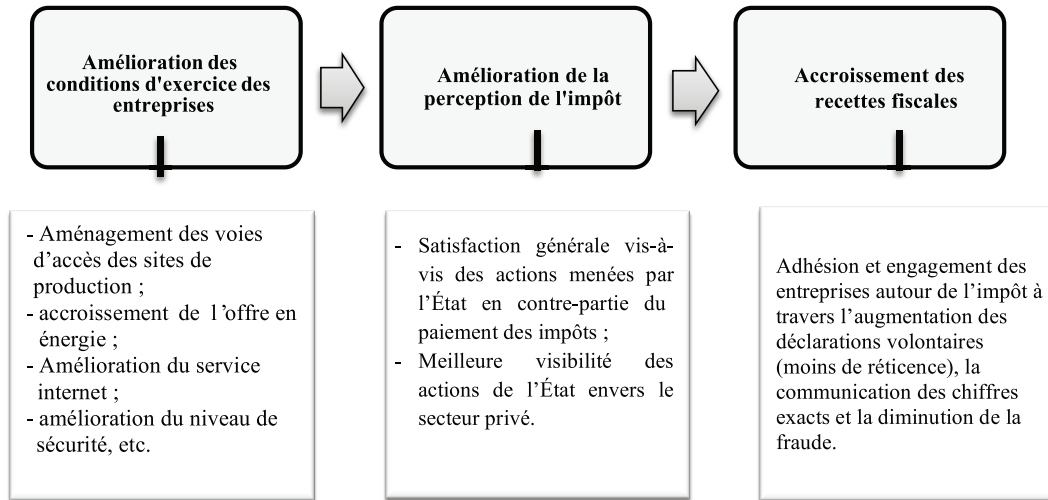 Amélioration des
conditions d'exercice des
entreprises
Amélioration de la
perception de l'impôt
Accroissement des
recettes fiscales
- Aménagement des voies
d’accès des sites de
production ;
- accroissement de l’offre en
énergie ;
- Amélioration du service
internet ;
- amélioration du niveau de
sécurité, etc.
- Satisfaction générale vis-à-
vis des actions menées par
l’État en contre-partie du
paiement des impôts ;
- Meilleure visibilité des
actions de l’État envers le
secteur privé.
Adhésion et engagement des
entreprises autour de l’impôt à
travers l’augmentation des
déclarations volontaires
(moins de réticence), la
communication des chiffres
exacts et la diminution de la
fraude.